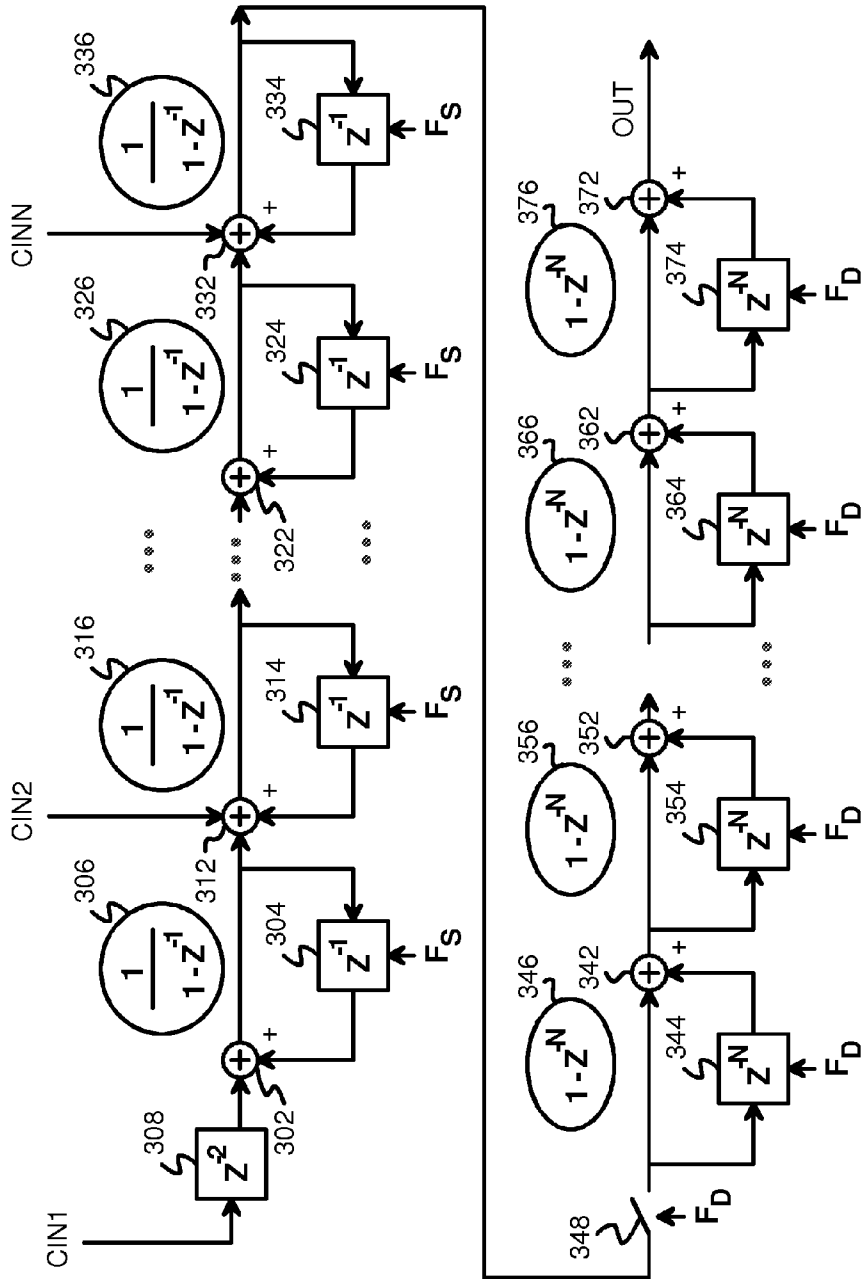 CIN1
308
Z⁻²
302
+
306
1
1 - Z⁻¹
304
Z⁻¹
F_S
CIN2
312
+
316
1
1 - Z⁻¹
314
Z⁻¹
F_S
322
+
326
1
1 - Z⁻¹
324
Z⁻¹
F_S
CINN
332
+
336
1
1 - Z⁻¹
334
Z⁻¹
F_S
348
F_D
346
1 - Z⁻ᴺ
342
+
344
Z⁻ᴺ
F_D
356
1 - Z⁻ᴺ
352
+
354
Z⁻ᴺ
F_D
366
1 - Z⁻ᴺ
362
+
364
Z⁻ᴺ
F_D
376
1 - Z⁻ᴺ
372
+
374
Z⁻ᴺ
F_D
OUT